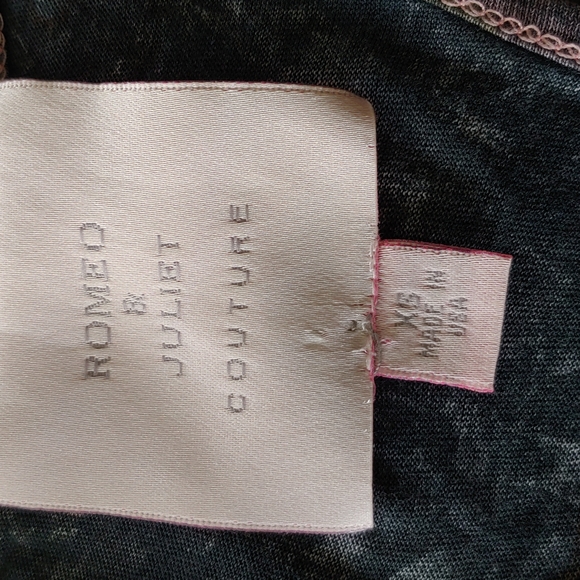 ROMEO
&
JULIET
COUTURE
XS
MADE IN
USA